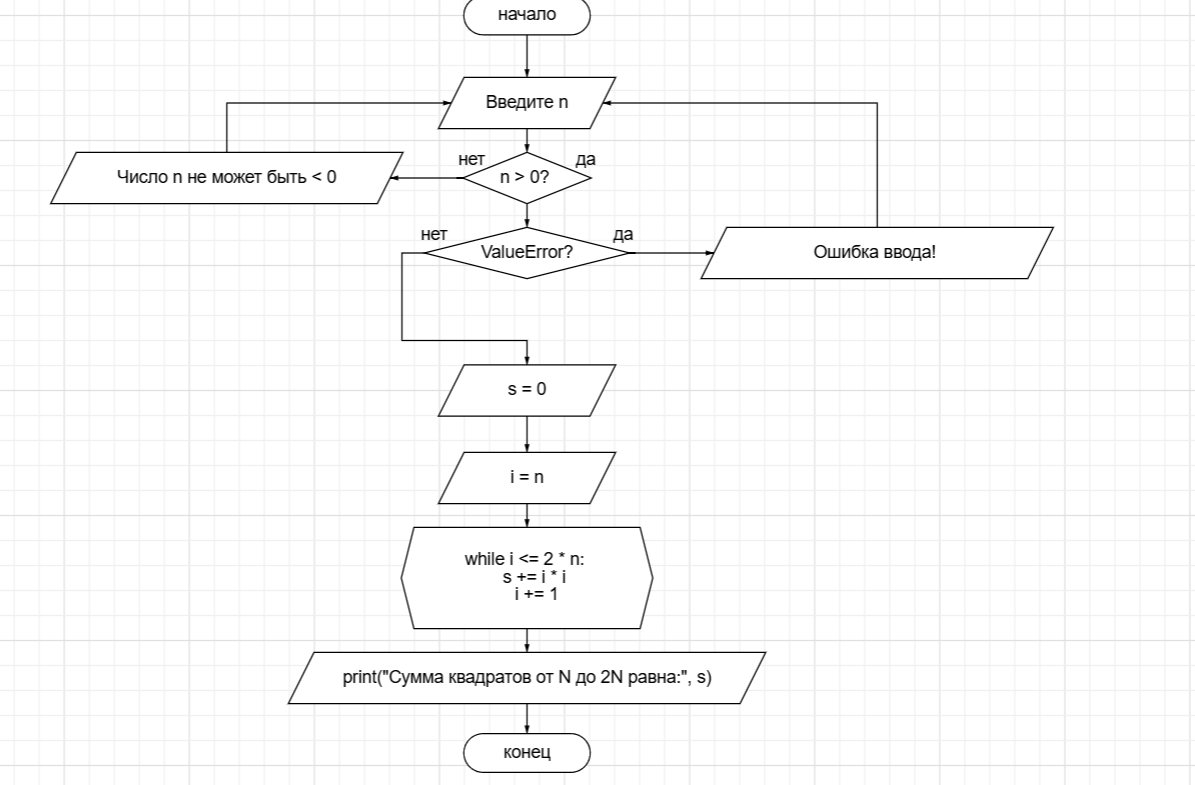 начало
Введите n
нет
да
n > 0?
Число n не может быть < 0
нет
да
ValueError?
Ошибка ввода!
s = 0
i = n
while i <= 2 * n:
s += i * i
i += 1
print("Сумма квадратов от N до 2N равна:", s)
конец